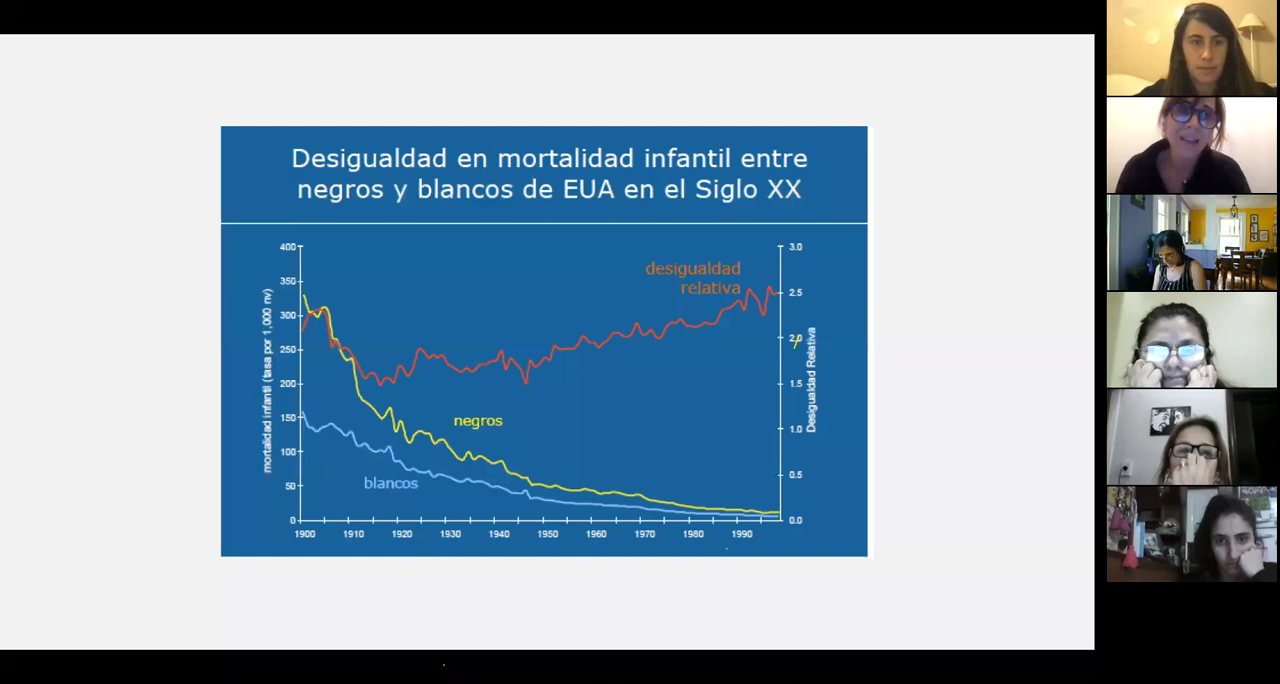 Desigualdad en mortalidad infantil entre
negros y blancos de EUA en el Siglo XX
400
350
300
250
200
150
100
50
0
mortalidad infantil (tasa por 1,000 nv)
desigualdad
relativa
negros
blancos
3.0
2.5
2.0
1.5
1.0
0.5
0.0
Desigualdad Relativa
1900 1910 1920 1930 1940 1950 1960 1970 1980 1990